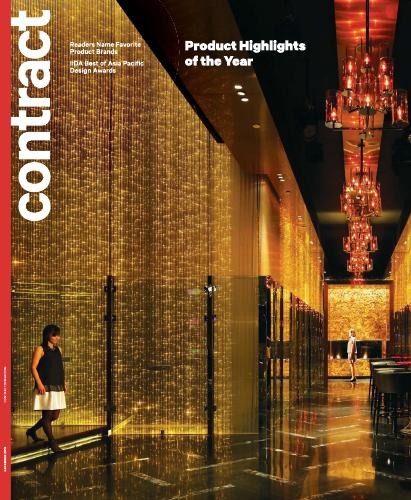 contract
Readers Name Favorite
Product Brands
IIDA Best of Asia Pacific
Design Awards
Product Highlights
of the Year